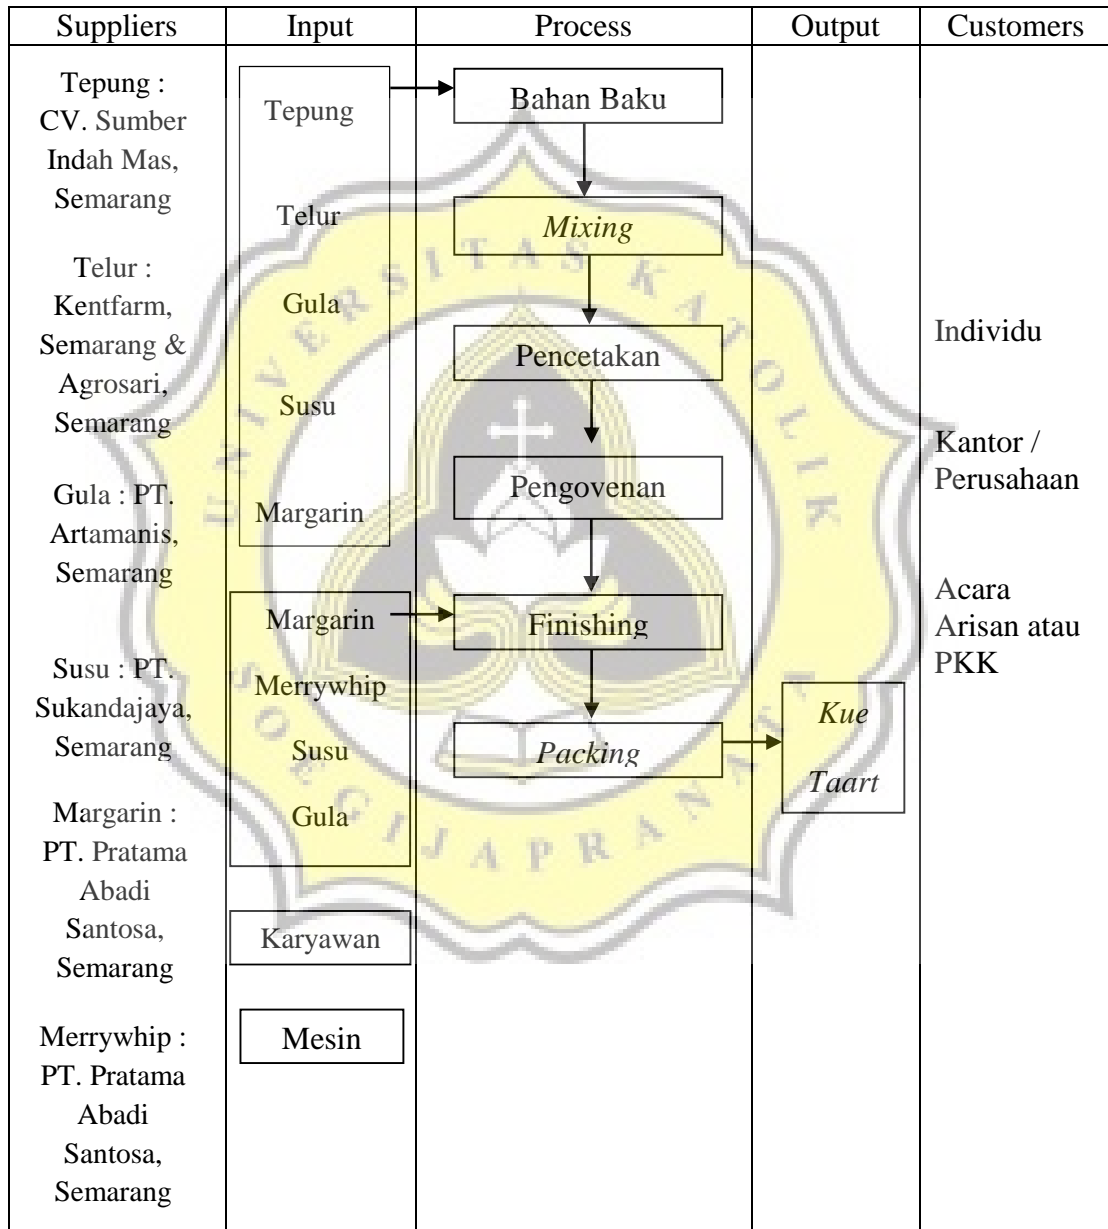 Suppliers
Input
Process
Output
Customers
Tepung :
CV. Sumber
Indah Mas,
Semarang
Telur :
Kentfarm,
Semarang &
Agrosari,
Semarang
Gula : PT.
Artamanis,
Semarang
Susu : PT.
Sukandajaya,
Semarang
Margarin :
PT. Pratama
Abadi
Santosa,
Semarang
Merrywhip :
PT. Pratama
Abadi
Santosa,
Semarang
Tepung
Telur
Gula
Susu
Margarin
Margarin
Merrywhip
Susu
Gula
Karyawan
Mesin
Bahan Baku
Mixing
Pencetakan
Pengovenan
Finishing
Packing
Kue
Taart
Individu
Kantor /
Perusahaan
Acara
Arisan atau
PKK
UNIVERSITAS KATOLIK
SOEGIJAPRANATA